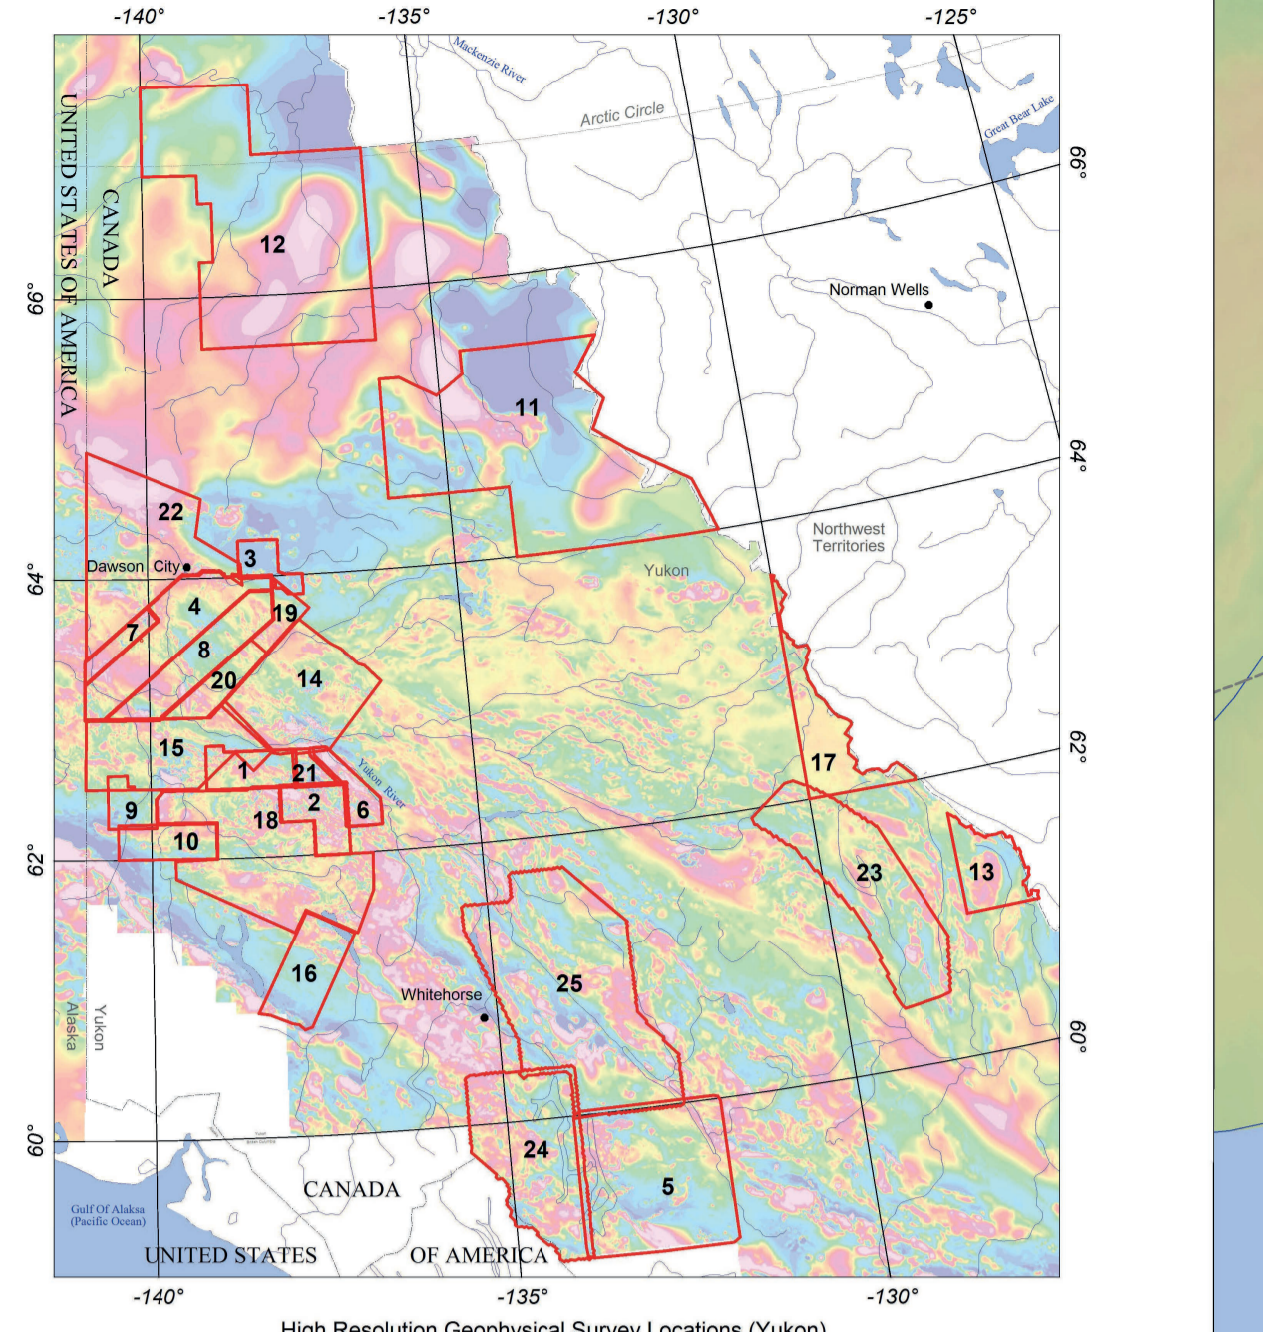 -140°
-135°
-130°
-125°
Mackenzie River
Arctic Circle
Great Bear Lake
66°
UNITED STATES OF AMERICA
CANADA
12
66°
Norman Wells
11
64°
22
Northwest
Territories
3
Dawson City
Yukon
64°
4
19
7
8
20
14
15
17
62°
1
21
Yukon River
2
6
9
18
10
62°
23
13
16
25
Whitehorse
Alaska
Yukon
60°
60°
24
5
CANADA
Gulf Of Alaksa
(Pacific Ocean)
UNITED STATES
OF AMERICA
-140°
-135°
-130°
High Resolution Geophysical Survey Locations (Yukon)